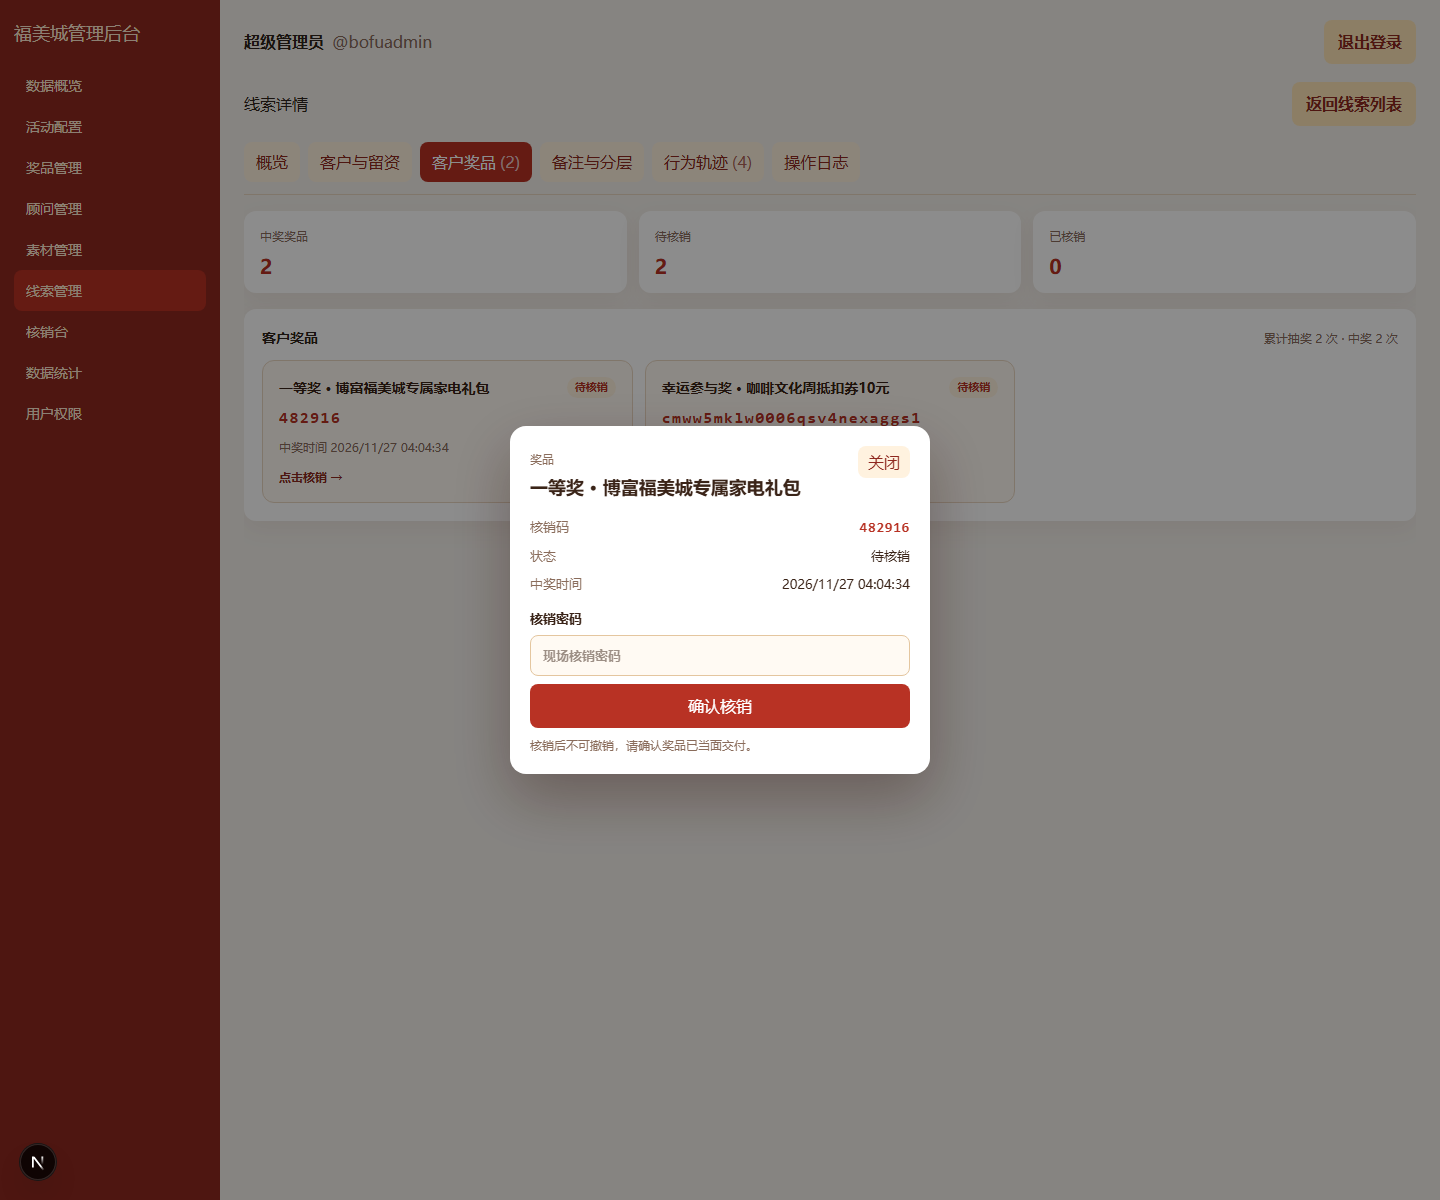 福美城管理后台
数据概览
活动配置
奖品管理
顾问管理
素材管理
线索管理
核销台
数据统计
用户权限
超级管理员 @bofuadmin
退出登录
线索详情
返回线索列表
概览 客户与留资 客户奖品 (2) 备注与分层 行为轨迹 (4) 操作日志
中奖奖品
2
待核销
2
已核销
0
客户奖品
累计抽奖 2 次 · 中奖 2 次
一等奖 • 博富福美城专属家电礼包 待核销
482916
中奖时间 2026/11/27 04:04:34
点击核销 →
幸运参与奖 • 咖啡文化周抵扣券10元 待核销
cmww5mklw0006qsv4nexaggs1
奖品
关闭
一等奖 • 博富福美城专属家电礼包
核销码 482916
状态 待核销
中奖时间 2026/11/27 04:04:34
核销密码
现场核销密码
确认核销
核销后不可撤销，请确认奖品已当面交付。
N